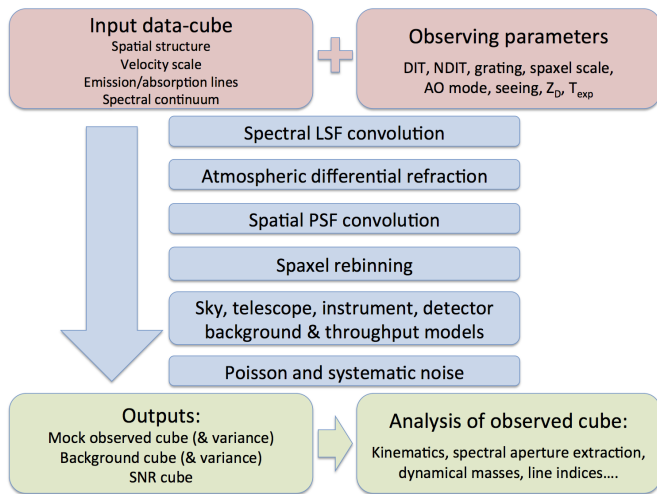 Input data-cube
Spatial structure
Velocity scale
Emission/absorption lines
Spectral continuum
Observing parameters
DIT, NDIT, grating, spaxel scale,
AO mode, seeing, Z_D, T_exp
Spectral LSF convolution
Atmospheric differential refraction
Spatial PSF convolution
Spaxel rebinning
Sky, telescope, instrument, detector
background & throughput models
Poisson and systematic noise
Outputs:
Mock observed cube (& variance)
Background cube (& variance)
SNR cube
Analysis of observed cube:
Kinematics, spectral aperture extraction,
dynamical masses, line indices....